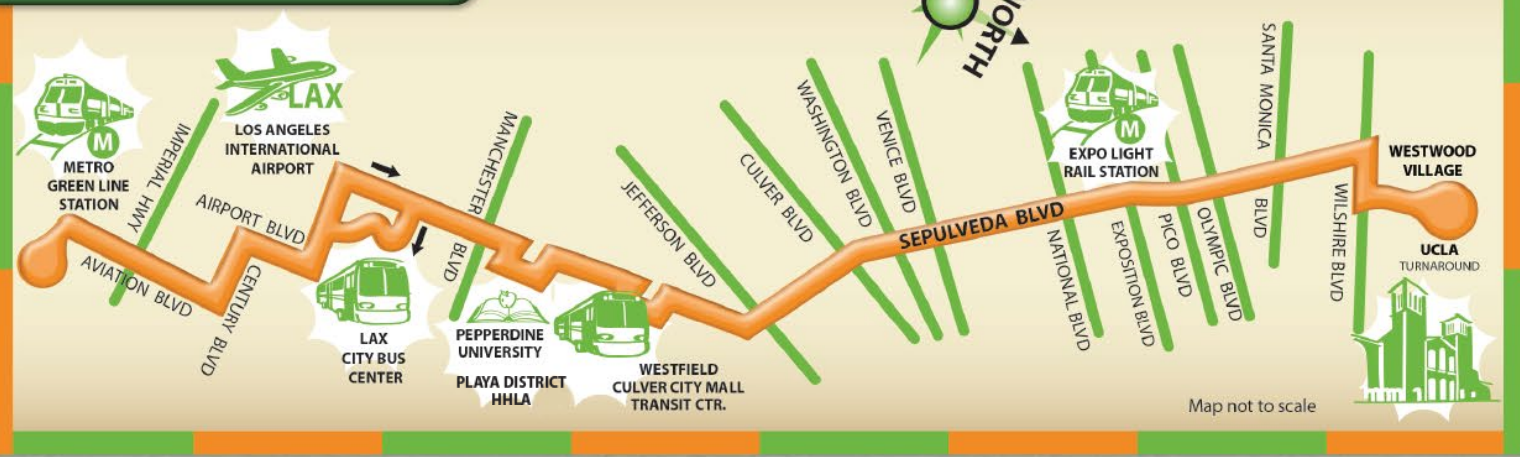 NORTH
M
METRO
GREEN LINE
STATION
IMPERIAL HWY
LAX
LOS ANGELES
INTERNATIONAL
AIRPORT
AVIATION BLVD
AIRPORT BLVD
CENTURY BLVD
LAX
CITY BUS
CENTER
MANCHESTER BLVD
PEPPERDINE
UNIVERSITY
PLAYA DISTRICT
HHLA
WESTFIELD
CULVER CITY MALL
TRANSIT CTR.
JEFFERSON BLVD
CULVER BLVD
WASHINGTON BLVD
VENICE BLVD
SEPULVEDA BLVD
NATIONAL BLVD
M
EXPO LIGHT
RAIL STATION
EXPOSITION BLVD
PICO BLVD
OLYMPIC BLVD
SANTA MONICA BLVD
WILSHIRE BLVD
WESTWOOD
VILLAGE
UCLA
TURNAROUND
Map not to scale